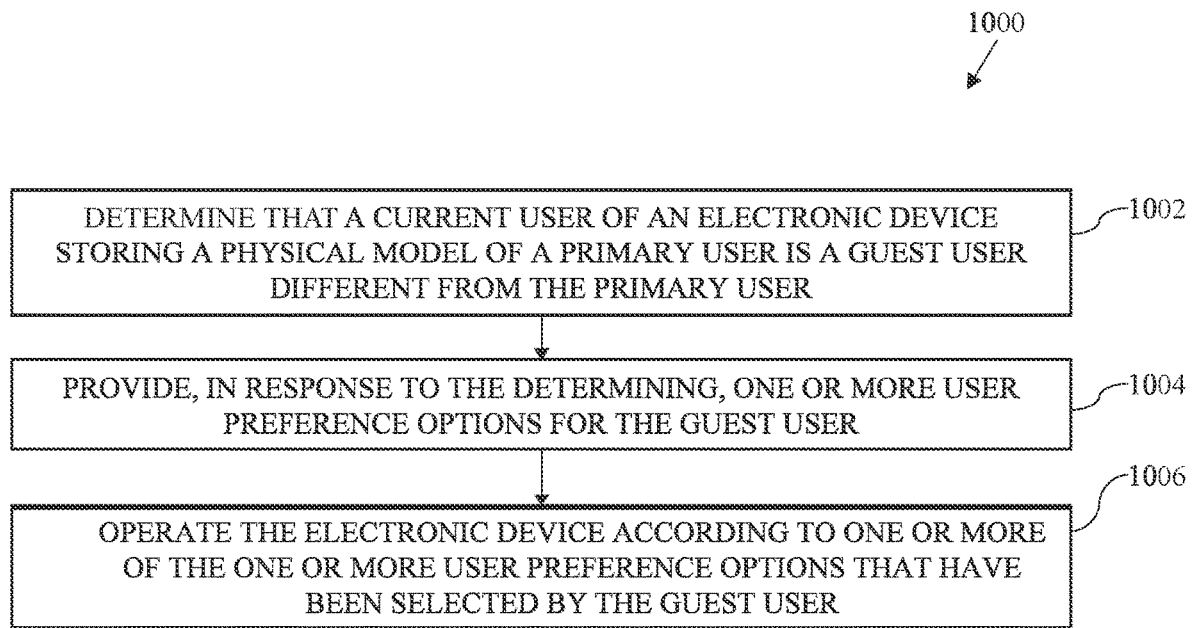 1000
DETERMINE THAT A CURRENT USER OF AN ELECTRONIC DEVICE
STORING A PHYSICAL MODEL OF A PRIMARY USER IS A GUEST USER
DIFFERENT FROM THE PRIMARY USER
1002
PROVIDE, IN RESPONSE TO THE DETERMINING, ONE OR MORE USER
PREFERENCE OPTIONS FOR THE GUEST USER
1004
OPERATE THE ELECTRONIC DEVICE ACCORDING TO ONE OR MORE
OF THE ONE OR MORE USER PREFERENCE OPTIONS THAT HAVE
BEEN SELECTED BY THE GUEST USER
1006